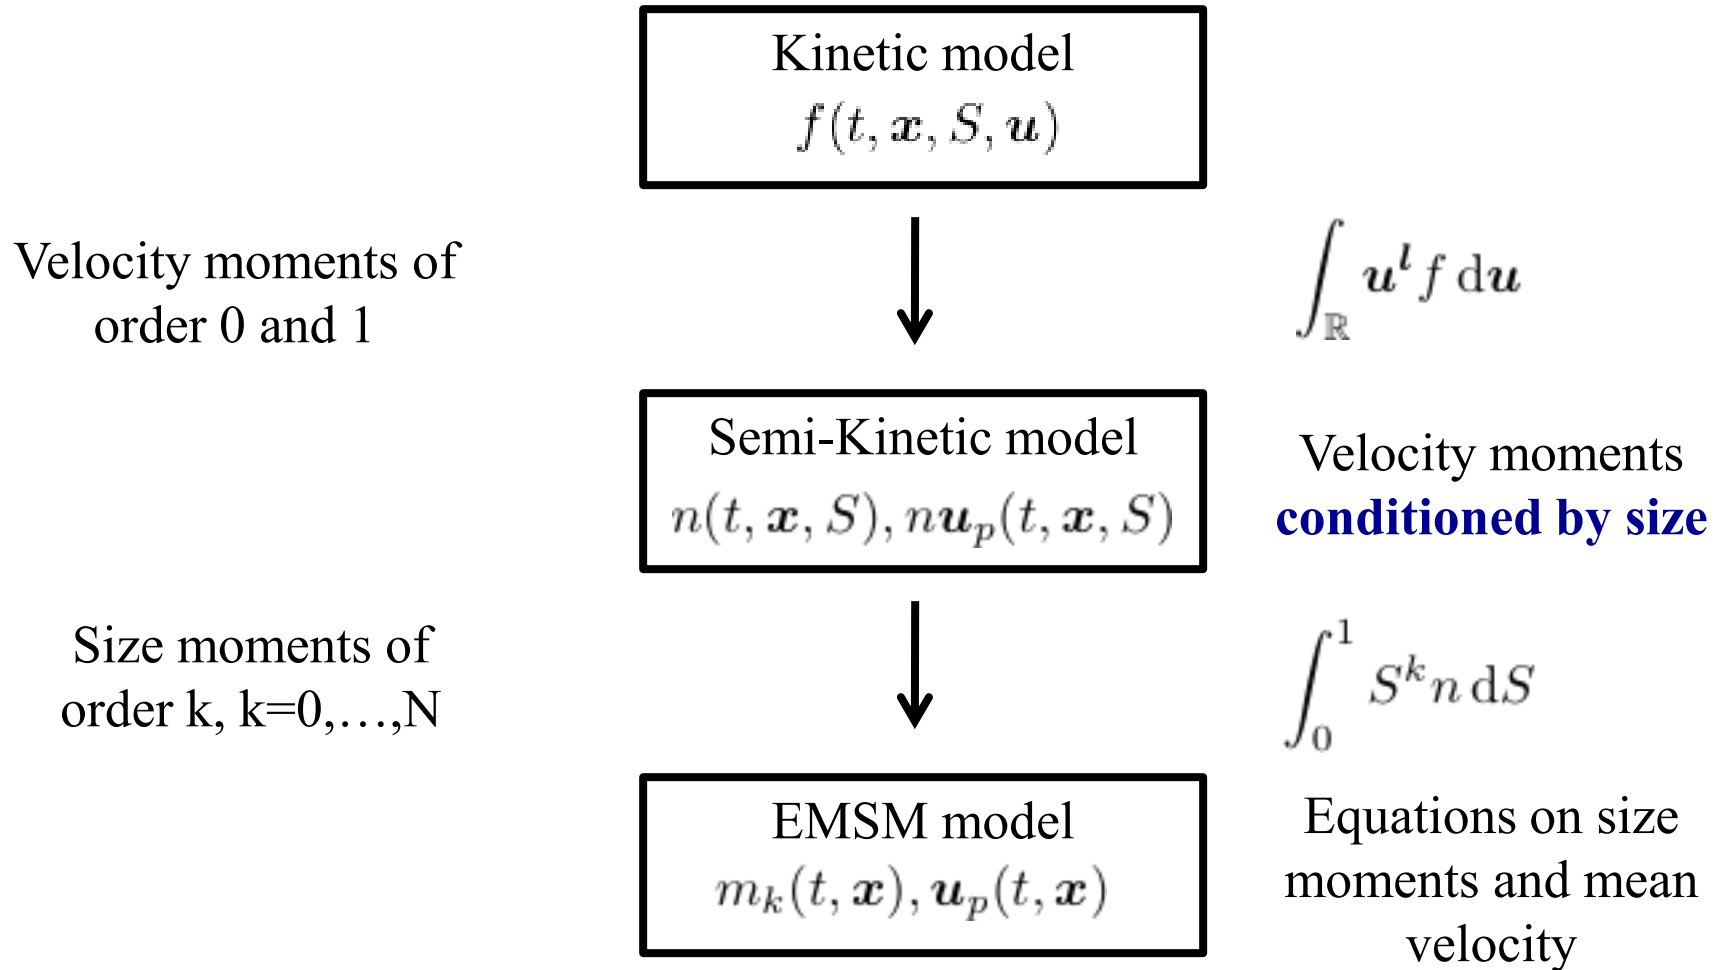 Kinetic model
f(t, x, S, u)
Velocity moments of
order 0 and 1
∫_ℝ u^l f du
Semi-Kinetic model
n(t, x, S), nu_p(t, x, S)
Velocity moments
conditioned by size
Size moments of
order k, k=0,…,N
∫_0^1 S^k n dS
EMSM model
m_k(t, x), u_p(t, x)
Equations on size
moments and mean
velocity